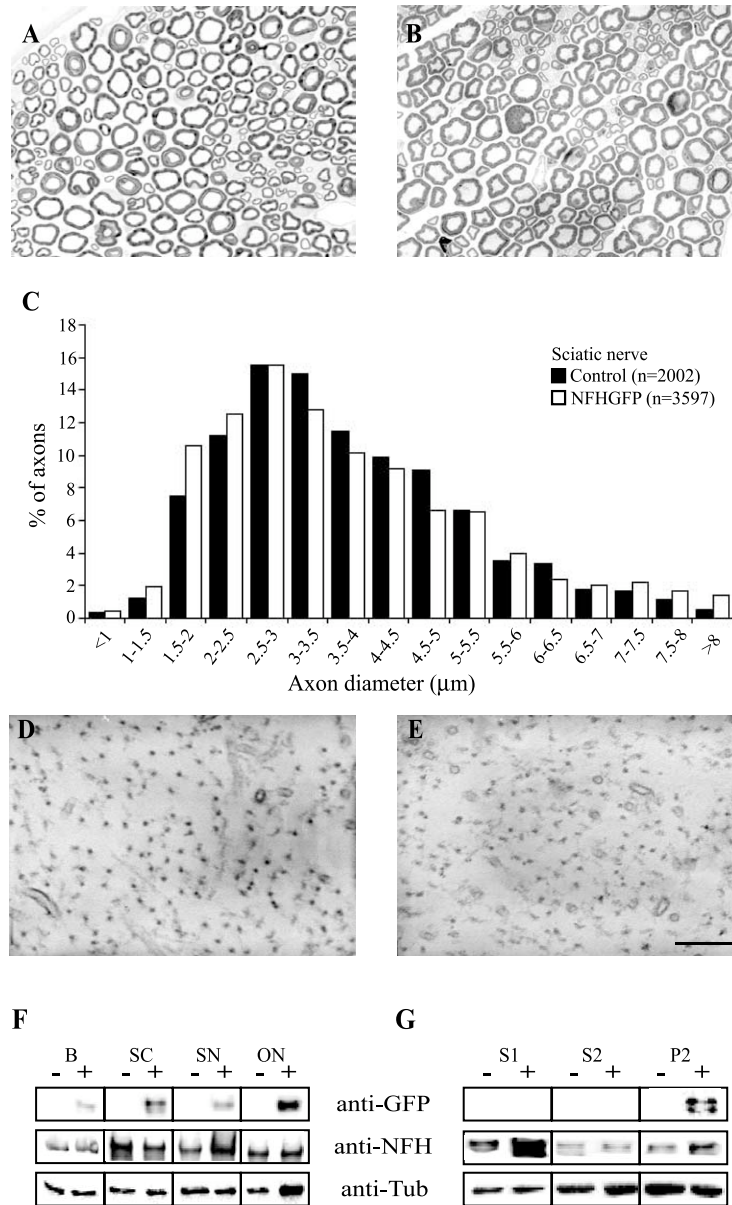 A
B
C
18
16
14
12
10
8
6
4
2
0
% of axons
Sciatic nerve
Control (n=2002)
NFHGFP (n=3597)
<1 1-1.5 1.5-2 2-2.5 2.5-3 3-3.5 3.5-4 4-4.5 4.5-5 5-5.5 5.5-6 6-6.5 6.5-7 7-7.5 7.5-8 >8
Axon diameter (μm)
D
E
F
G
B SC SN ON
- + - + - + - +
S1 S2 P2
- + - + - +
anti-GFP
anti-NFH
anti-Tub